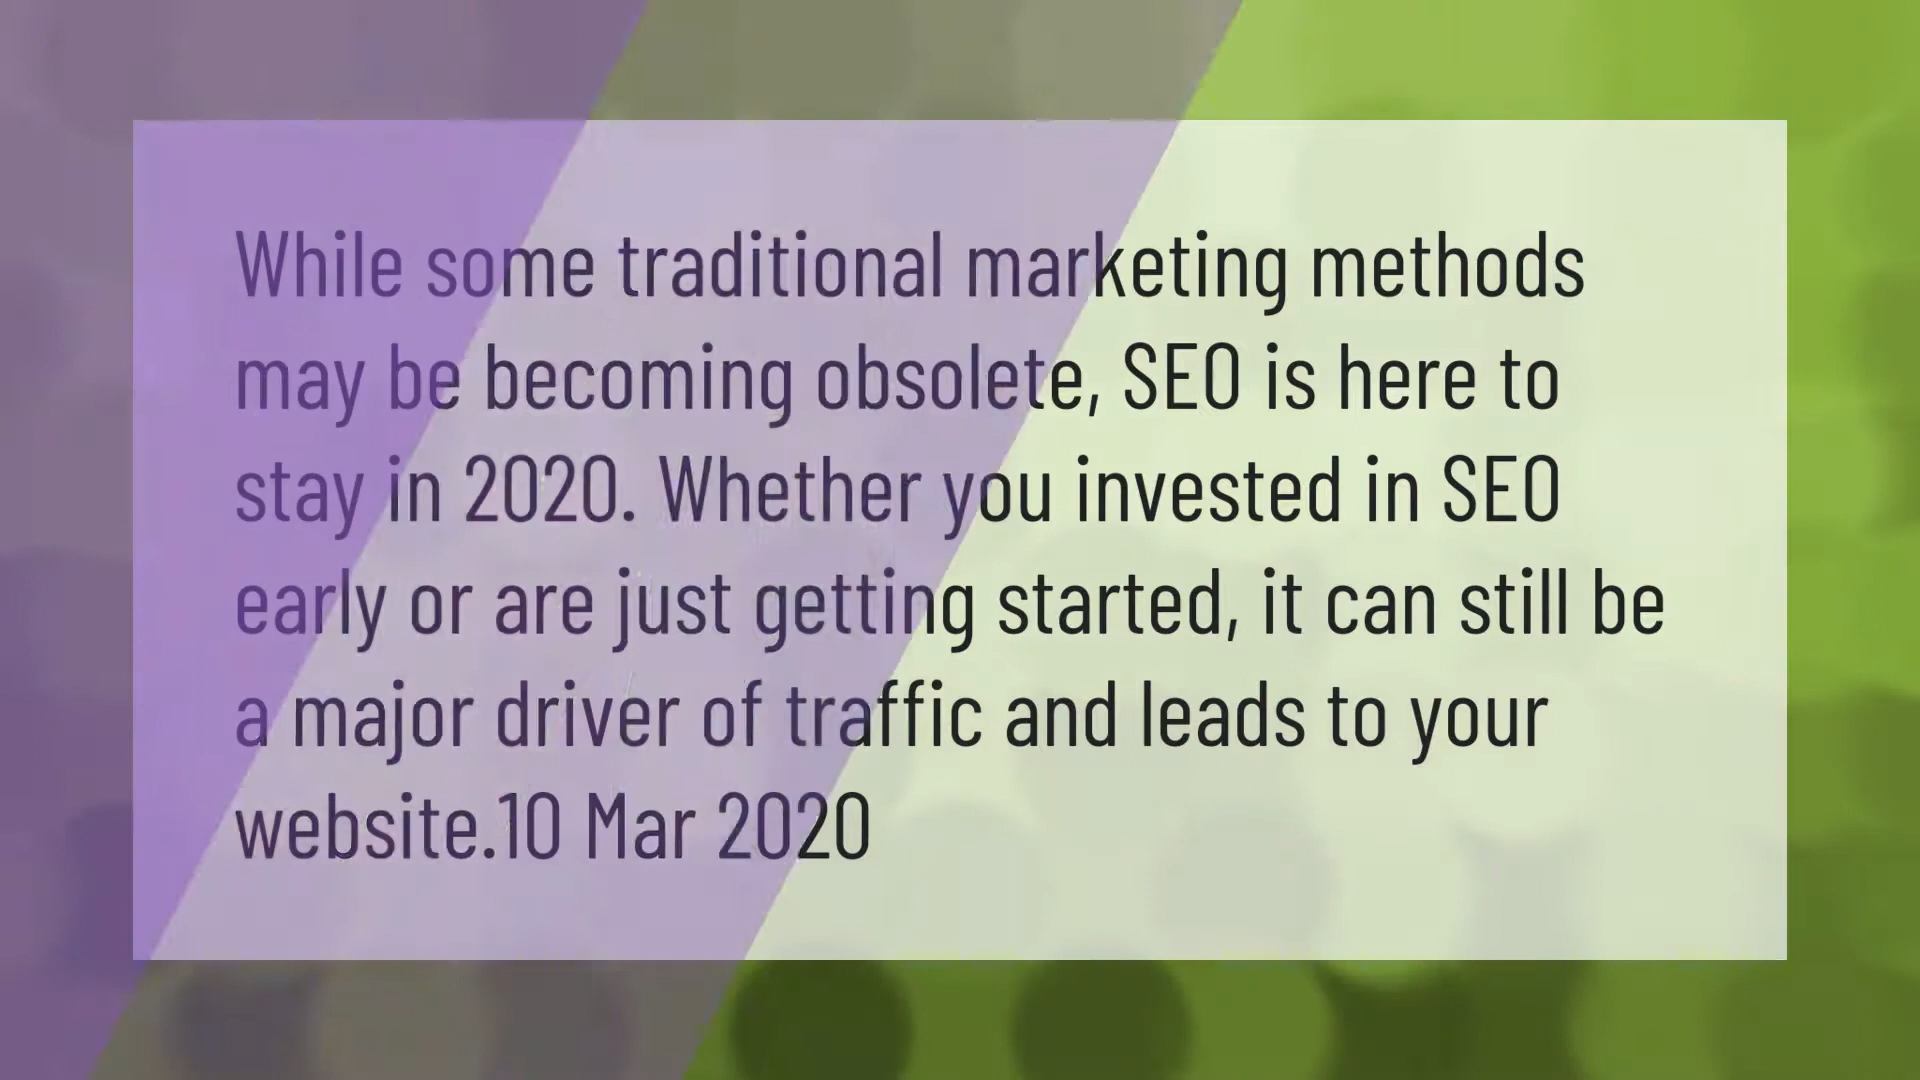 While some traditional marketing methods
may be becoming obsolete, SEO is here to
stay in 2020. Whether you invested in SEO
early or are just getting started, it can still be
a major driver of traffic and leads to your
website.10 Mar 2020